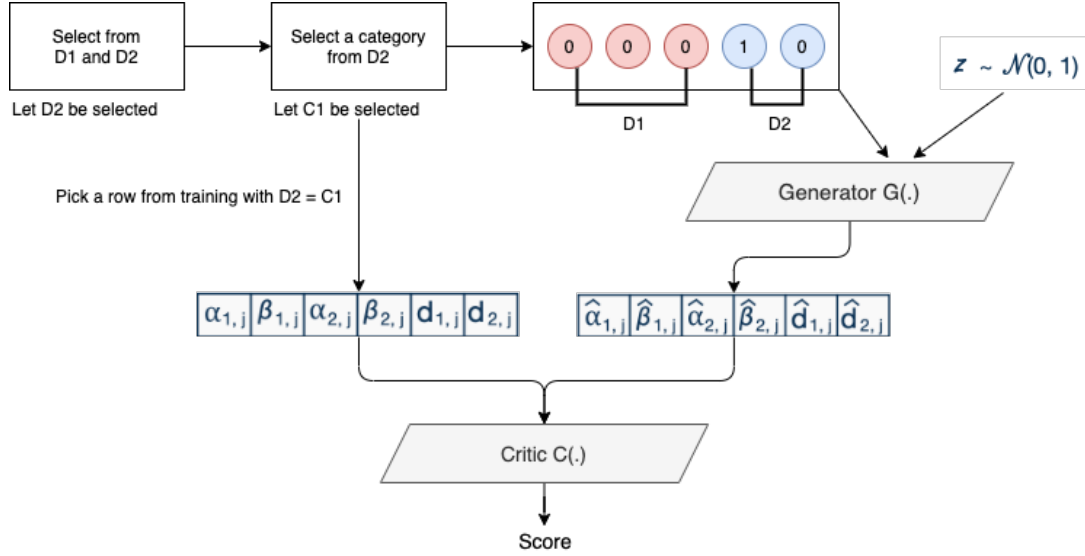 Select from
D1 and D2
Select a category
from D2
0 0 0 1 0
z ~ 𝒩(0, 1)
Let D2 be selected
Let C1 be selected
D1
D2
Pick a row from training with D2 = C1
Generator G(.)
α1, j β1, j α2, j β2, j d1, j d2, j
α̂1, j β̂1, j α̂2, j β̂2, j d̂1, j d̂2, j
Critic C(.)
Score